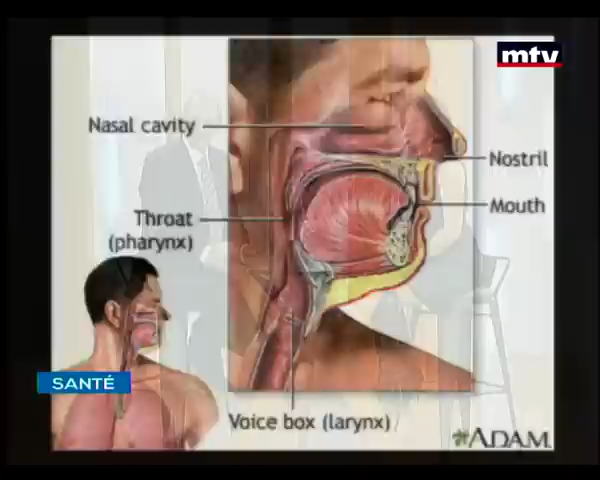 mtv
Nasal cavity
Nostril
Mouth
Throat
(pharynx)
SANTÉ
Voice box (larynx)
ADAM.